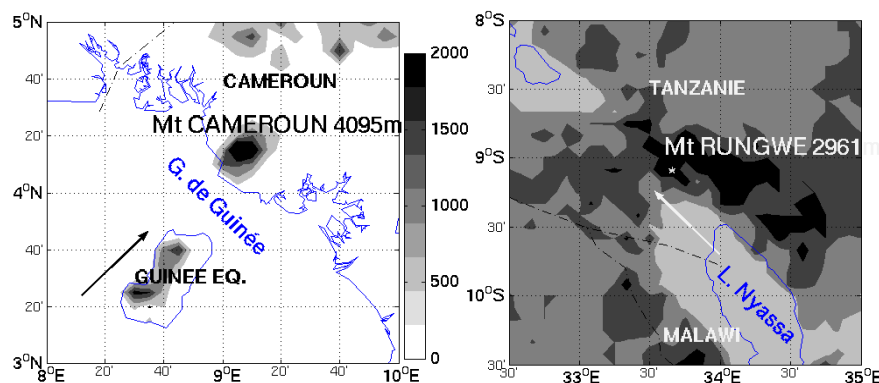 5°N
40'
20'
4°N
40'
20'
3°N
8°E
20'
40'
9°E
20'
40'
10°E
CAMEROUN
Mt CAMEROUN 4095m
G. de Guinée
GUINEE EQ.
2000
1500
1000
500
0
8°S
30'
9°S
30'
10°S
30'
30'
33°E
30'
34°E
30'
35°E
TANZANIE
Mt RUNGWE 2961m
L. Nyassa
MALAWI